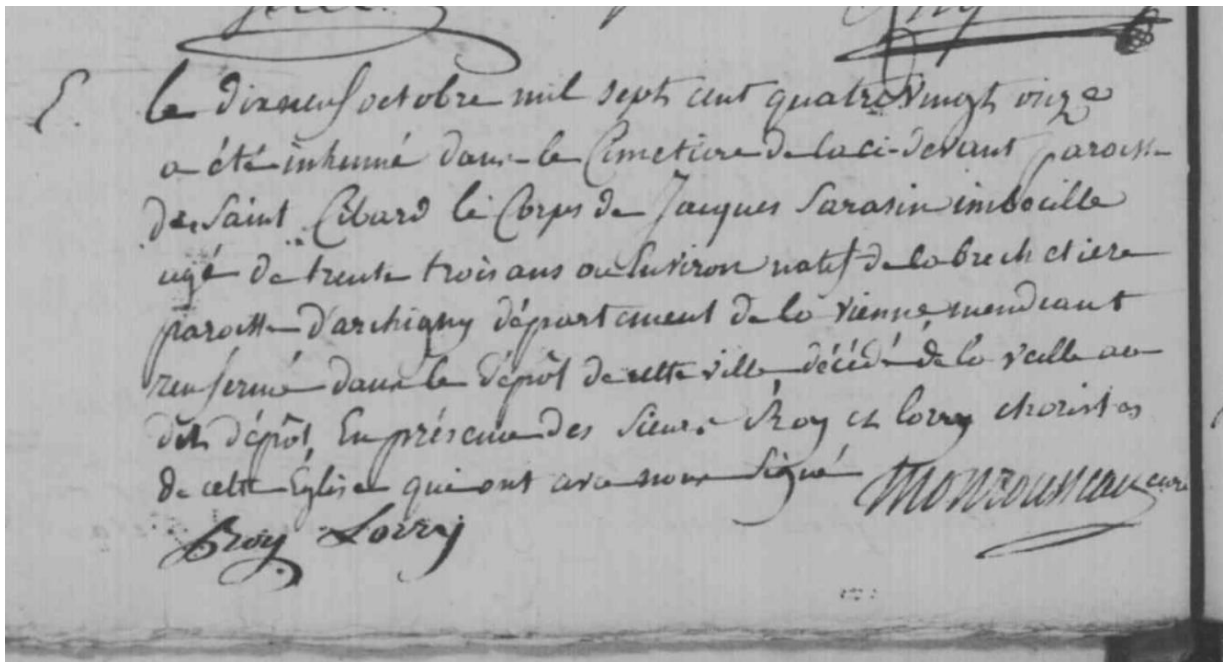 S. le dixneuf octobre mil sept cent quatre vingt onze
a été inhumé dans le Cimetiere de la ci-devant paroisse
de Saint Cibard le Corps de Jacques Sarasin imbecille
agé de trente trois ans ou Environ natif de la brechetiere
paroisse d'archigny département de la vienne mendiant
renfermé dans le dépôt de cette ville décédé de la veille au
dit dépôt, En présence des Sieurs Roy et lorry choristes
de cette Eglise qui ont avec nous Signé Monrousseau curé
Roy Lorry